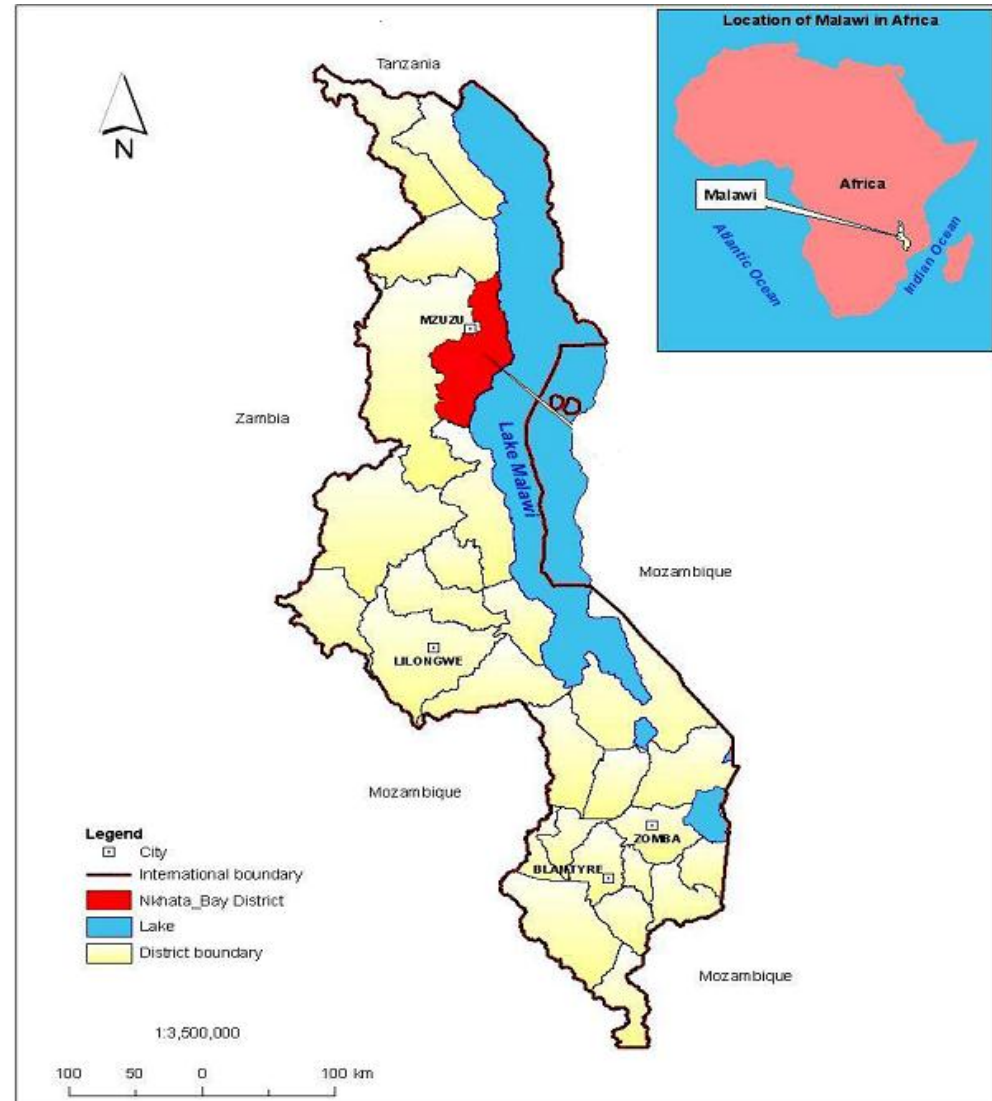 Location of Malawi in Africa
Africa
Malawi
Atlantic Ocean
Indian Ocean
Tanzania
N
MZUZU
Zambia
Lake Malawi
Mozambique
LILONGWE
Mozambique
ZOMBA
BLANTYRE
Mozambique
Legend
City
International boundary
Nkhata_Bay District
Lake
District boundary
1:3,500,000
100 50 0 100 km